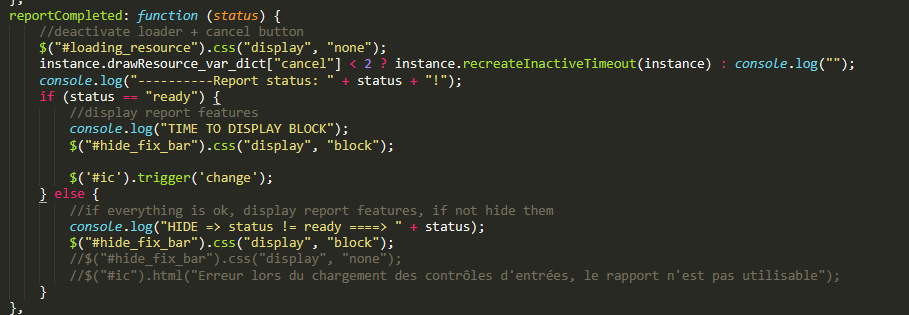 },
reportCompleted: function (status) {
//deactivate loader + cancel button
$("#loading_resource").css("display", "none");
instance.drawResource_var_dict["cancel"] < 2 ? instance.recreateInactiveTimeout(instance) : console.log("");
console.log("----------Report status: " + status + "!");
if (status == "ready") {
//display report features
console.log("TIME TO DISPLAY BLOCK");
$("#hide_fix_bar").css("display", "block");
$('#ic').trigger('change');
} else {
//if everything is ok, display report features, if not hide them
console.log("HIDE => status != ready ====> " + status);
$("#hide_fix_bar").css("display", "block");
//$("#hide_fix_bar").css("display", "none");
//$("#ic").html("Erreur lors du chargement des contrôles d'entrées, le rapport n'est pas utilisable");
}
},